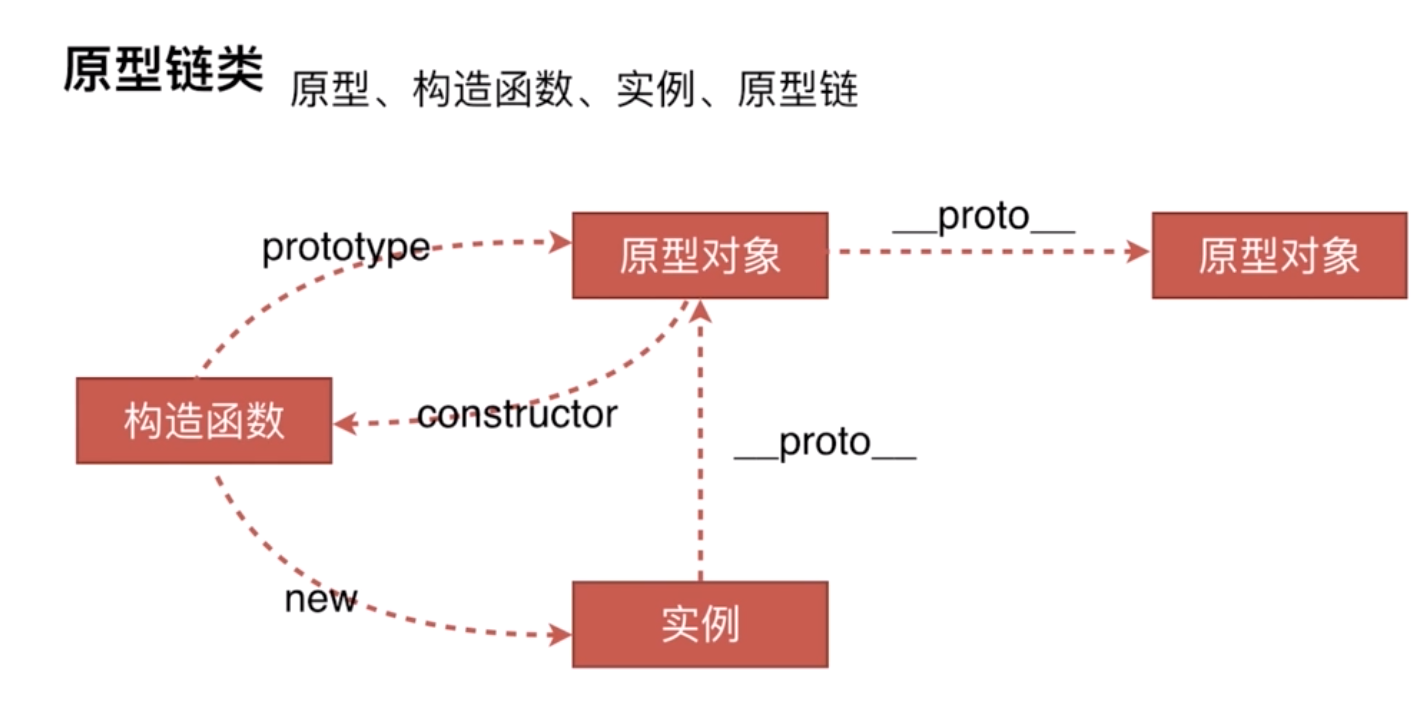 原型链类 原型、构造函数、实例、原型链
__proto__
prototype
原型对象
原型对象
构造函数
constructor
__proto__
new
实例